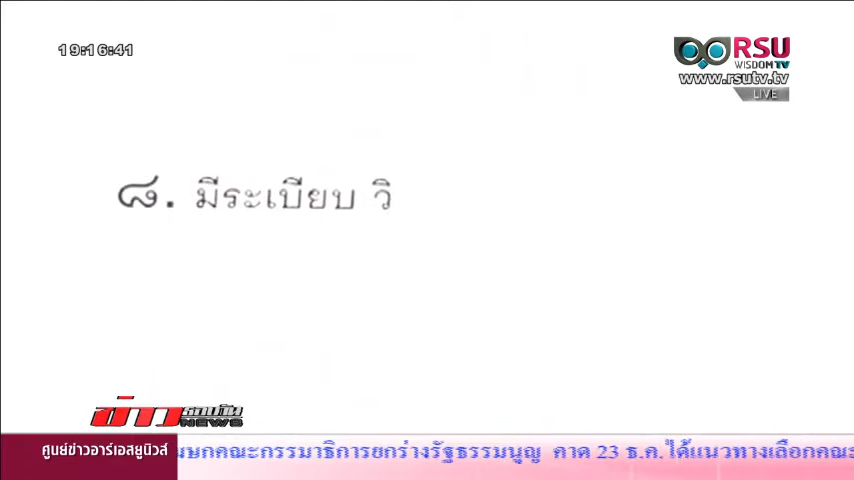 19:16:41
RSU
WISDOM TV
www.rsutv.tv
LIVE
๘. มีระเบียบ วิ
ข่าว
NEWS
ศูนย์ข่าวอาร์เอสยูนิวส์
ษกคณะกรรมาธิการยกร่างรัฐธรรมนูญ คาด 23 ธ.ค.ได้แนวทางเลือกคณะ